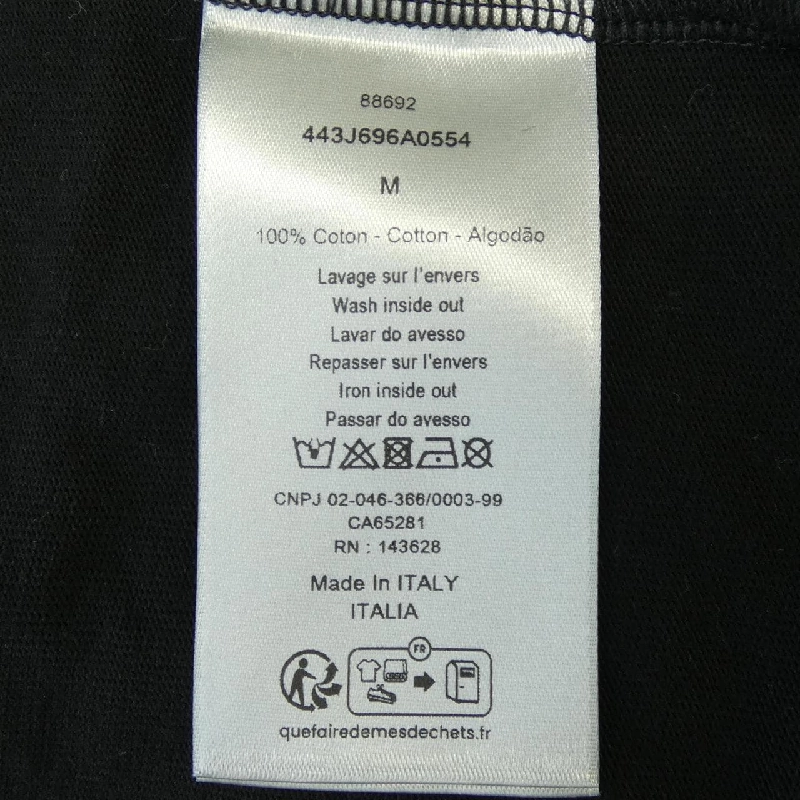 88692
443J696A0554
M
100% Coton - Cotton - Algodão
Lavage sur l'envers
Wash inside out
Lavar do avesso
Repasser sur l'envers
Iron inside out
Passar do avesso
CNPJ 02-046-366/0003-99
CA65281
RN : 143628
Made In ITALY
ITALIA
FR
quefairedemesdechets.fr